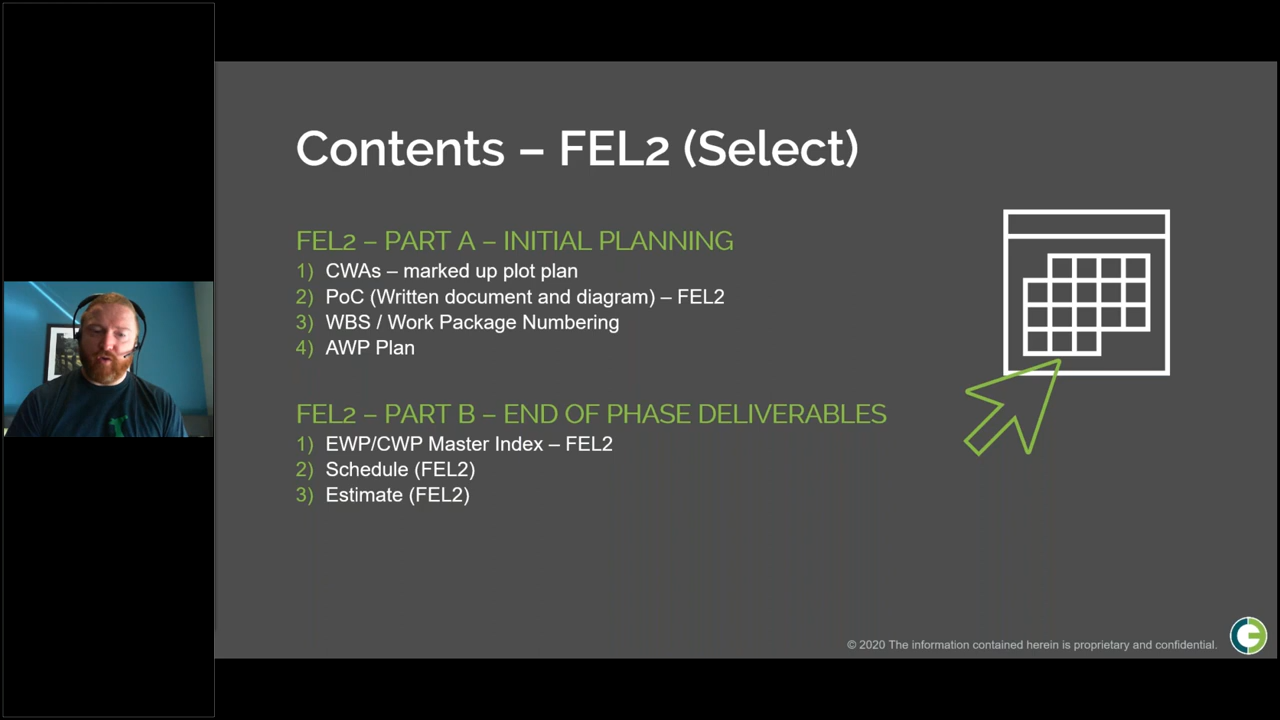 Contents – FEL2 (Select)
FEL2 – PART A – INITIAL PLANNING
1) CWAs – marked up plot plan
2) PoC (Written document and diagram) – FEL2
3) WBS / Work Package Numbering
4) AWP Plan
FEL2 – PART B – END OF PHASE DELIVERABLES
1) EWP/CWP Master Index – FEL2
2) Schedule (FEL2)
3) Estimate (FEL2)
© 2020 The information contained herein is proprietary and confidential.